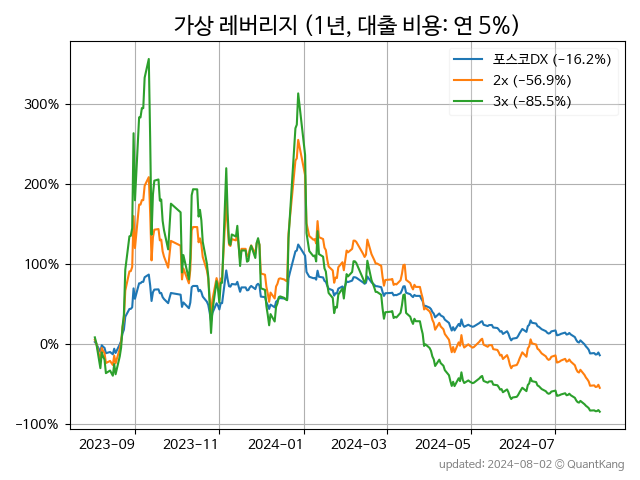 가상 레버리지 (1년, 대출 비용: 연 5%)
포스코DX (−16.2%)
2x (−56.9%)
3x (−85.5%)
300%
200%
100%
0%
−100%
2023−09 2023−11 2024−01 2024−03 2024−05 2024−07
updated: 2024-08-02 © QuantKang